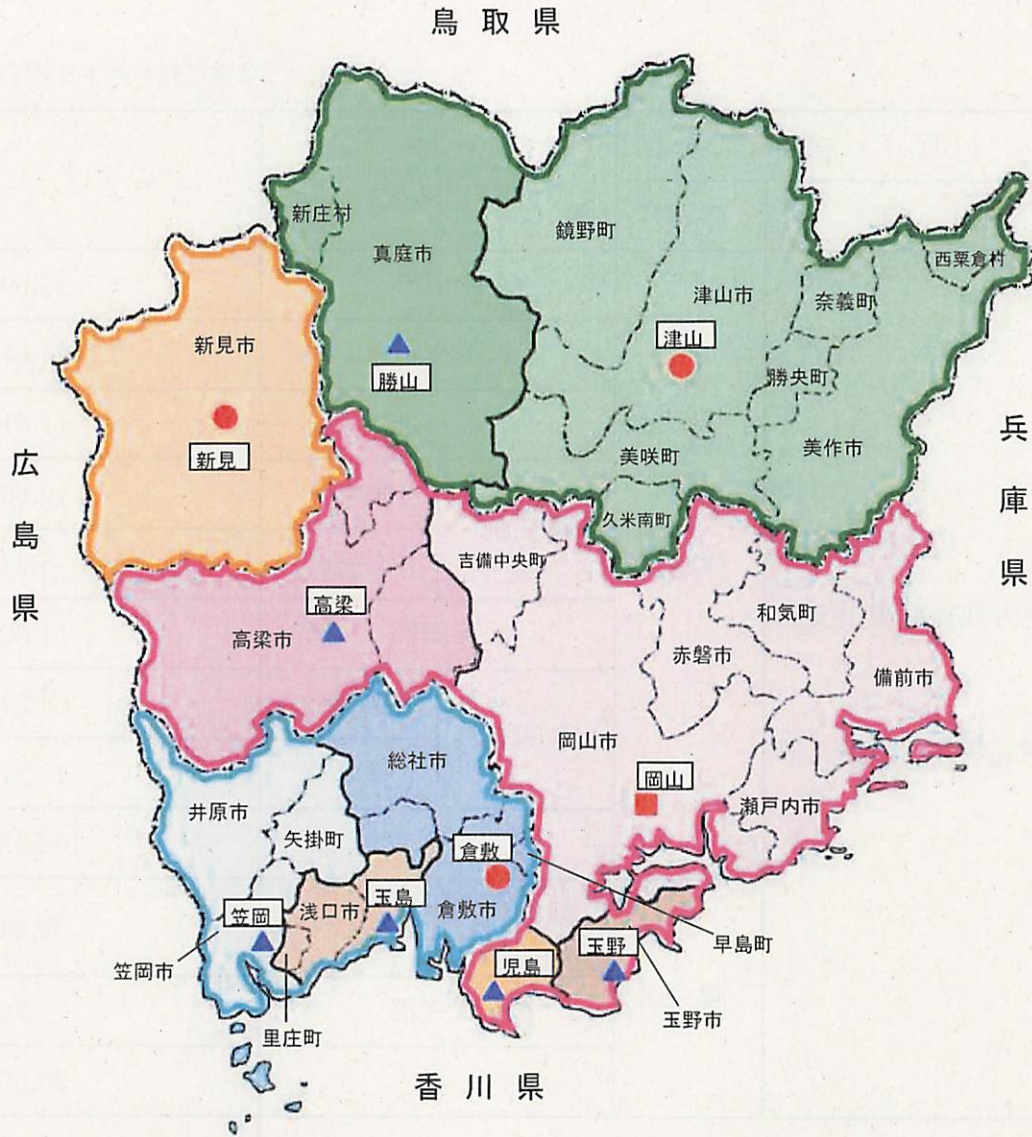 鳥取県
新庄村
真庭市
鏡野町
津山市
奈義町
西粟倉村
新見市
勝山
津山
勝央町
新見
美咲町
美作市
久米南町
広島県
兵庫県
吉備中央町
高梁
高梁市
和気町
赤磐市
備前市
岡山市
総社市
岡山
瀬戸内市
井原市
矢掛町
倉敷
浅口市
玉島
倉敷市
笠岡
早島町
笠岡市
児島
玉野
玉野市
里庄町
香川県